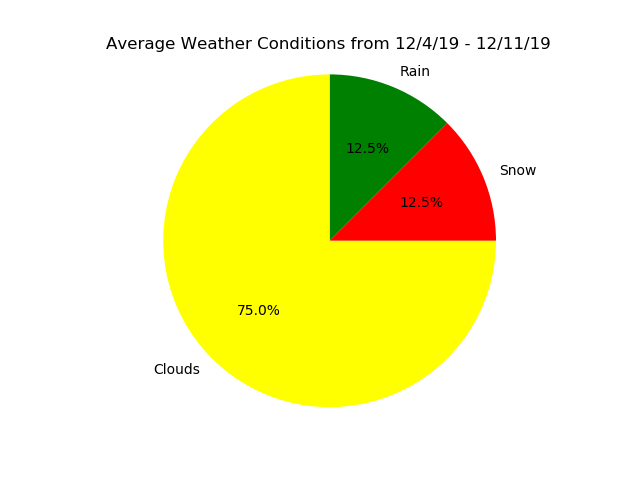 Average Weather Conditions from 12/4/19 - 12/11/19
Rain
12.5%
Snow
12.5%
75.0%
Clouds